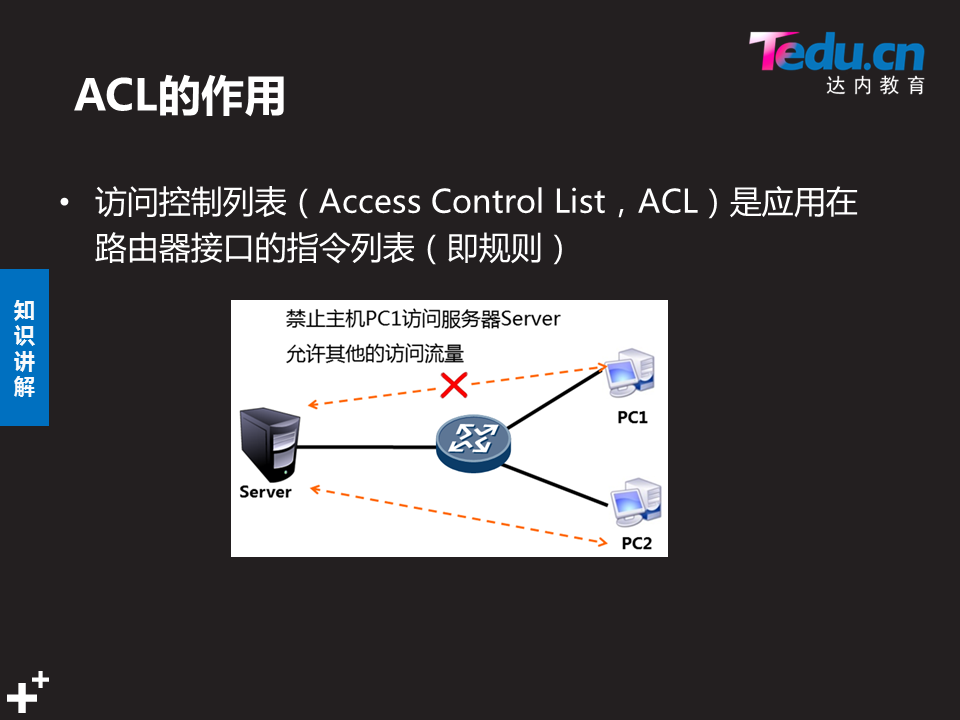 Tedu.cn
达内教育
ACL的作用
• 访问控制列表（Access Control List，ACL）是应用在
路由器接口的指令列表（即规则）
知识讲解
禁止主机PC1访问服务器Server
允许其他的访问流量
PC1
Server
PC2